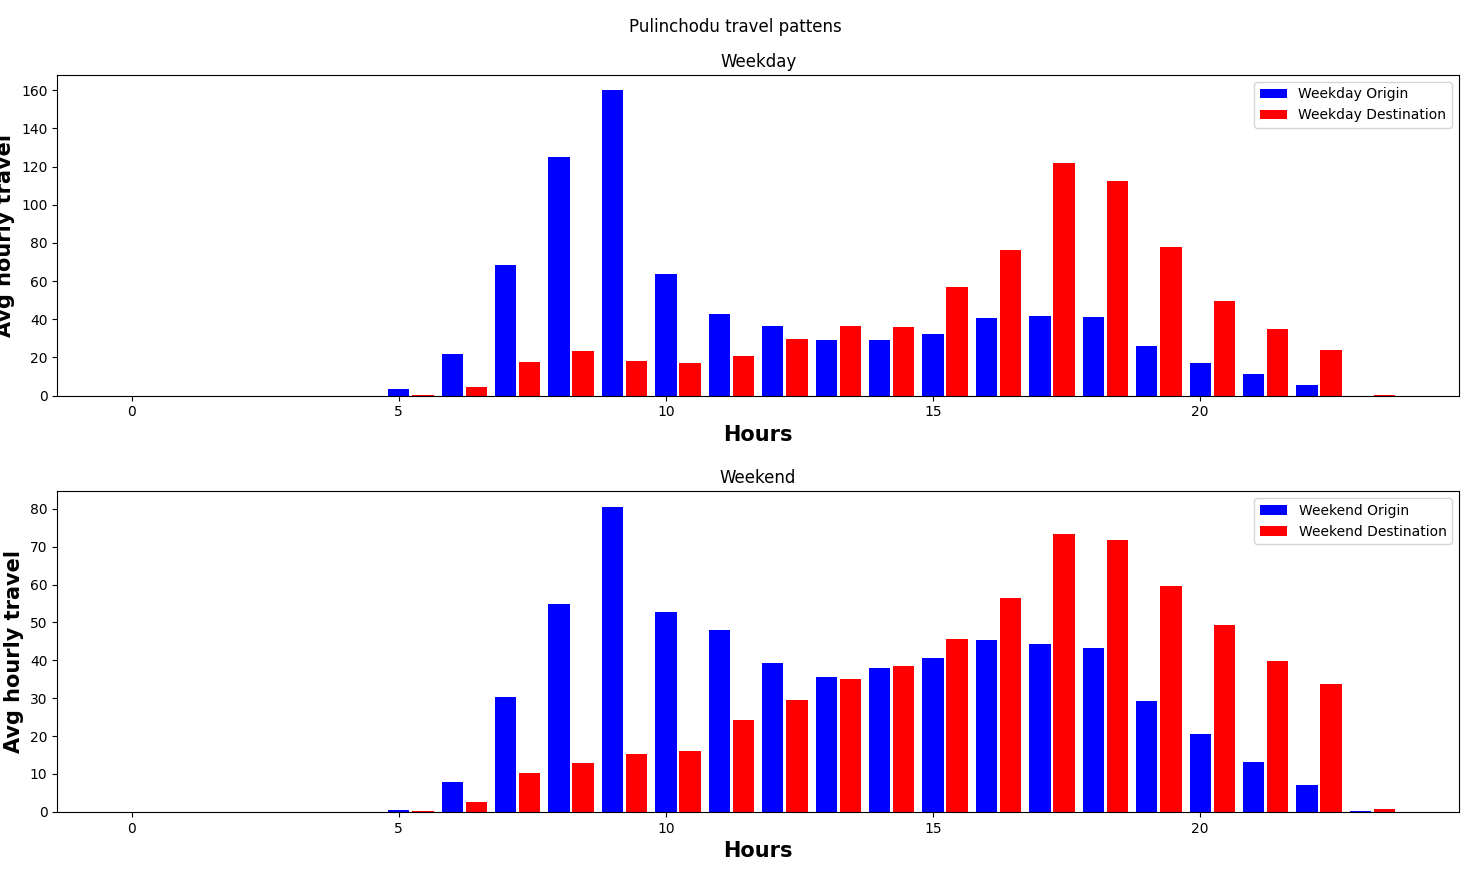 Pulinchodu travel pattens
Weekday
160
140
120
100
80
60
40
20
0
Avg hourly travel
Weekday Origin
Weekday Destination
0 5 10 15 20
Hours
Weekend
80
70
60
50
40
30
20
10
0
Avg hourly travel
Weekend Origin
Weekend Destination
0 5 10 15 20
Hours